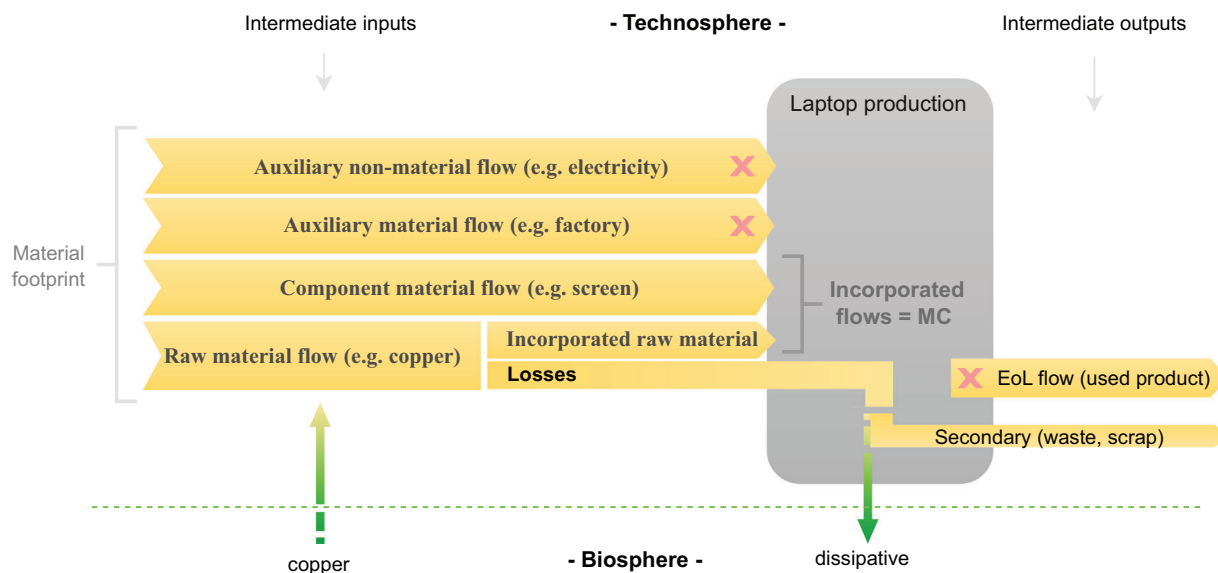 Intermediate inputs
- Technosphere -
Intermediate outputs
Laptop production
Auxiliary non-material flow (e.g. electricity)
Auxiliary material flow (e.g. factory)
Material
footprint
Component material flow (e.g. screen)
Incorporated
flows = MC
Raw material flow (e.g. copper)
Incorporated raw material
Losses
EoL flow (used product)
Secondary (waste, scrap)
copper
- Biosphere -
dissipative